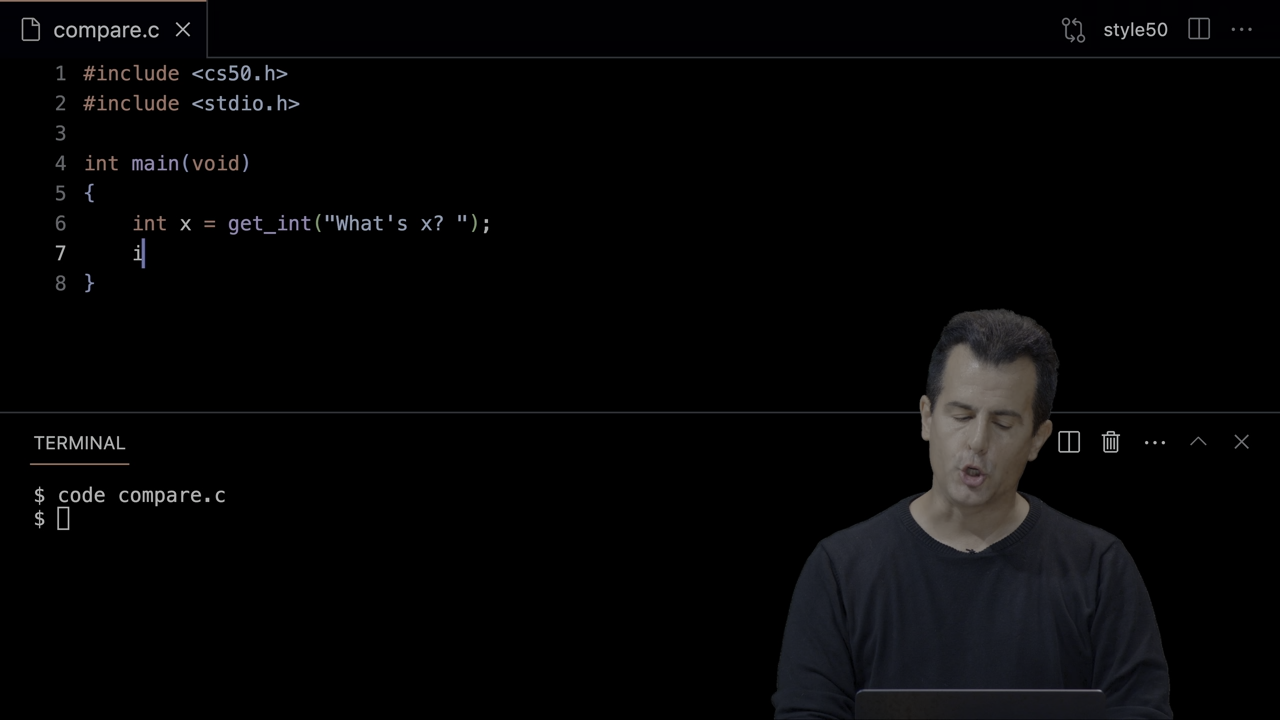 compare.c
style50
1 #include <cs50.h>
2 #include <stdio.h>
3
4 int main(void)
5 {
6     int x = get_int("What's x? ");
7     i
8 }
TERMINAL
$ code compare.c
$